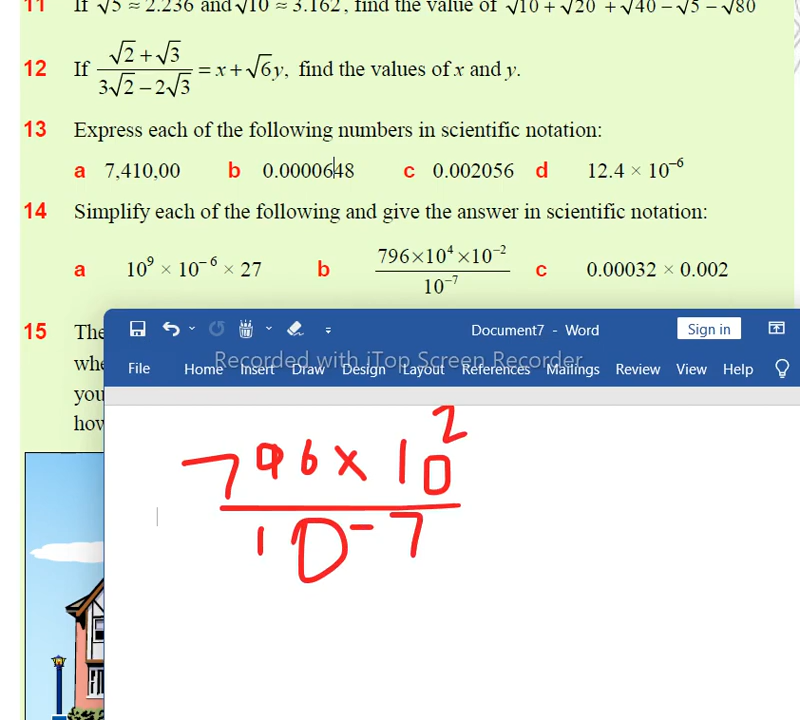 11 If √5 ≈ 2.236 and √10 ≈ 3.162, find the value of √10 + √20 + √40 − √5 − √80
12 If (√2 + √3)/(3√2 − 2√3) = x + √6y, find the values of x and y.
13 Express each of the following numbers in scientific notation:
a 7,410,00 b 0.0000648 c 0.002056 d 12.4 × 10⁻⁶
14 Simplify each of the following and give the answer in scientific notation:
a 10⁹ × 10⁻⁶ × 27 b (796×10⁴×10⁻²)/10⁻⁷ c 0.00032 × 0.002
15 The
whe
you
how
Document7 - Word Sign in
Recorded with iTop Screen Recorder
File Home Insert Draw Design Layout References Mailings Review View Help
796 × 10²
10⁻⁷